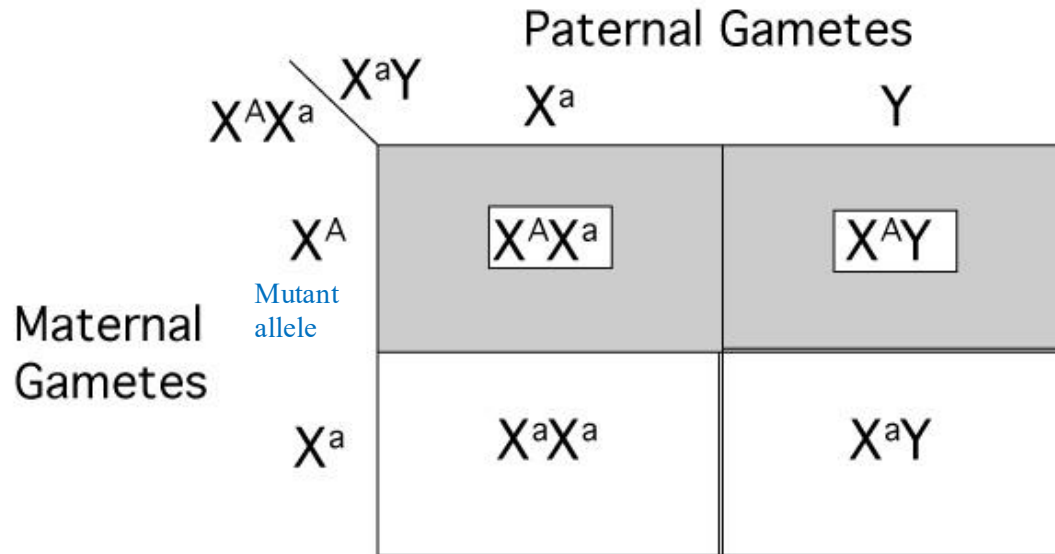 Paternal Gametes
XᵃY
XᴬXᵃ
Xᵃ
Y
Xᴬ
XᴬXᵃ
XᴬY
Mutant
allele
Maternal
Gametes
Xᵃ
XᵃXᵃ
XᵃY